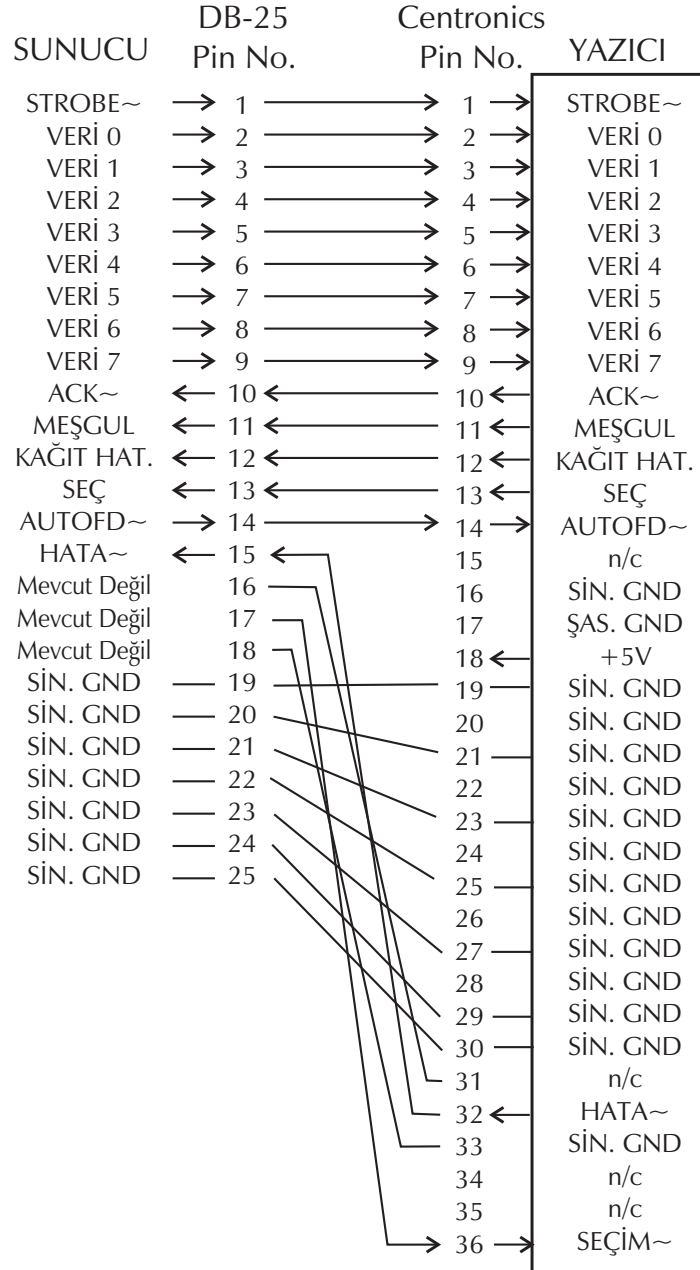 SUNUCU DB-25 Pin No. Centronics Pin No. YAZICI
STROBE~ 1 1 STROBE~
VERİ 0 2 2 VERİ 0
VERİ 1 3 3 VERİ 1
VERİ 2 4 4 VERİ 2
VERİ 3 5 5 VERİ 3
VERİ 4 6 6 VERİ 4
VERİ 5 7 7 VERİ 5
VERİ 6 8 8 VERİ 6
VERİ 7 9 9 VERİ 7
ACK~ 10 10 ACK~
MEŞGUL 11 11 MEŞGUL
KAĞIT HAT. 12 12 KAĞIT HAT.
SEÇ 13 13 SEÇ
AUTOFD~ 14 14 AUTOFD~
HATA~ 15 15 n/c
Mevcut Değil 16 16 SİN. GND
Mevcut Değil 17 17 ŞAS. GND
Mevcut Değil 18 18 +5V
SİN. GND 19 19 SİN. GND
SİN. GND 20 20 SİN. GND
SİN. GND 21 21 SİN. GND
SİN. GND 22 22 SİN. GND
SİN. GND 23 23 SİN. GND
SİN. GND 24 24 SİN. GND
SİN. GND 25 25 SİN. GND
26 SİN. GND
27 SİN. GND
28 SİN. GND
29 SİN. GND
30 SİN. GND
31 n/c
32 HATA~
33 SİN. GND
34 n/c
35 n/c
36 SEÇİM~